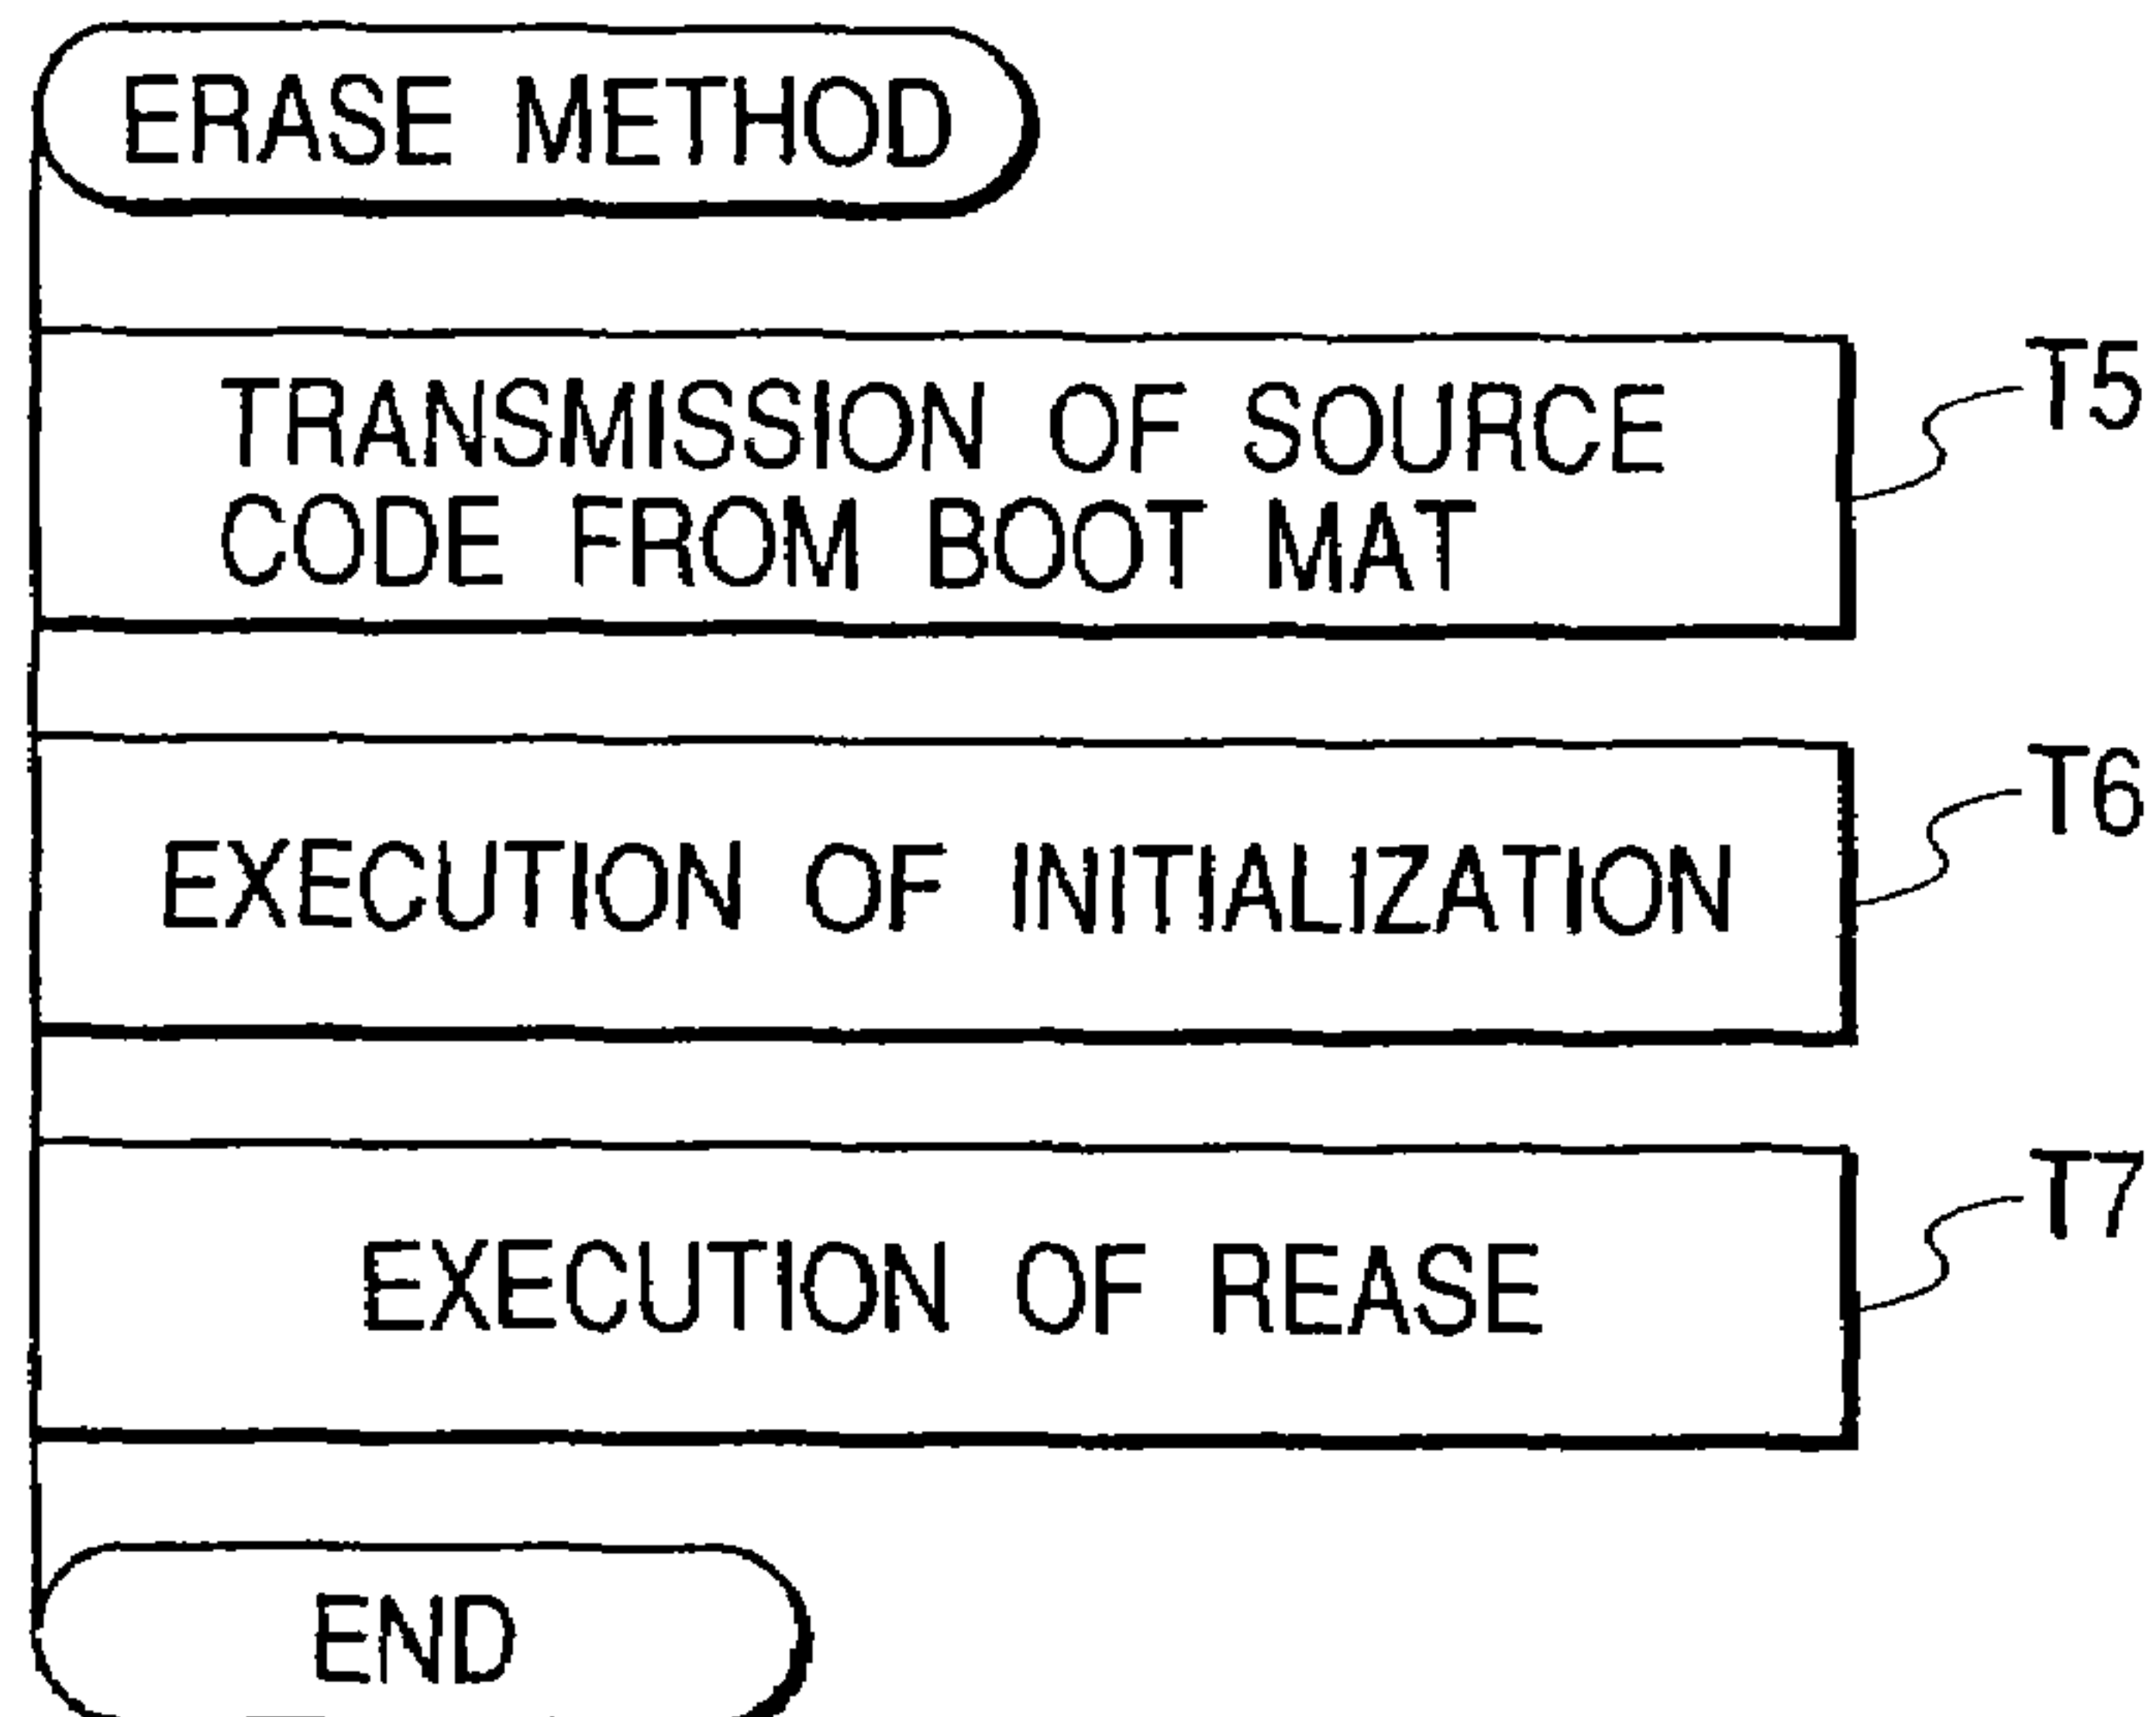 ERASE METHOD
TRANSMISSION OF SOURCE
CODE FROM BOOT MAT
T5
EXECUTION OF INITIALIZATION
T6
EXECUTION OF REASE
T7
END